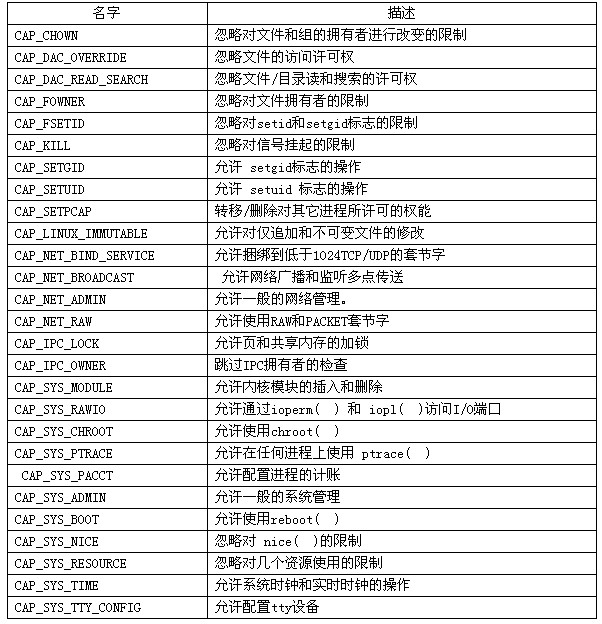 名字 描述
CAP_CHOWN 忽略对文件和组的拥有者进行改变的限制
CAP_DAC_OVERRIDE 忽略文件的访问许可权
CAP_DAC_READ_SEARCH 忽略文件/目录读和搜索的许可权
CAP_FOWNER 忽略对文件拥有者的限制
CAP_FSETID 忽略对setid和setgid标志的限制
CAP_KILL 忽略对信号挂起的限制
CAP_SETGID 允许 setgid标志的操作
CAP_SETUID 允许 setuid 标志的操作
CAP_SETPCAP 转移/删除对其它进程所许可的权能
CAP_LINUX_IMMUTABLE 允许对仅追加和不可变文件的修改
CAP_NET_BIND_SERVICE 允许捆绑到低于1024TCP/UDP的套节字
CAP_NET_BROADCAST 允许网络广播和监听多点传送
CAP_NET_ADMIN 允许一般的网络管理。
CAP_NET_RAW 允许使用RAW和PACKET套节字
CAP_IPC_LOCK 允许页和共享内存的加锁
CAP_IPC_OWNER 跳过IPC拥有者的检查
CAP_SYS_MODULE 允许内核模块的插入和删除
CAP_SYS_RAWIO 允许通过ioperm( ) 和 iopl( )访问I/O端口
CAP_SYS_CHROOT 允许使用chroot( )
CAP_SYS_PTRACE 允许在任何进程上使用 ptrace( )
CAP_SYS_PACCT 允许配置进程的计账
CAP_SYS_ADMIN 允许一般的系统管理
CAP_SYS_BOOT 允许使用reboot( )
CAP_SYS_NICE 忽略对 nice( )的限制
CAP_SYS_RESOURCE 忽略对几个资源使用的限制
CAP_SYS_TIME 允许系统时钟和实时时钟的操作
CAP_SYS_TTY_CONFIG 允许配置tty设备